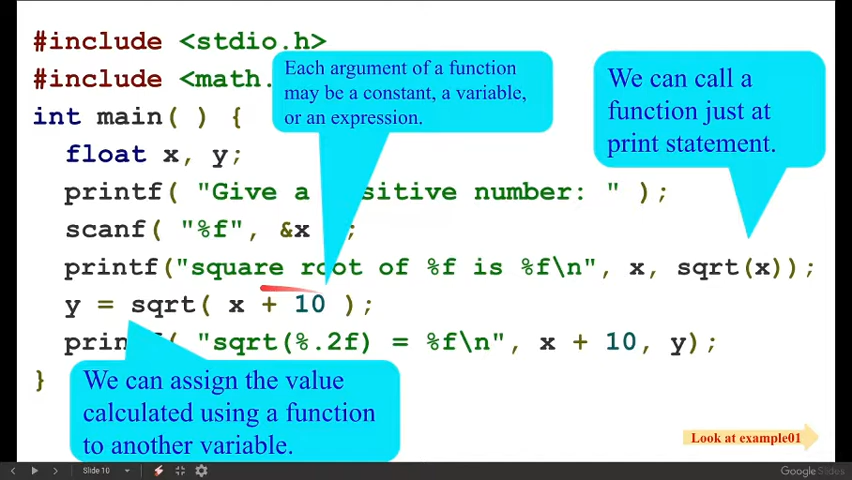 #include <stdio.h>
#include <math.
int main( ) {
float x, y;
printf( "Give a sitive number: " );
scanf( "%f", &x ;
printf("square root of %f is %f\n", x, sqrt(x));
y = sqrt( x + 10 );
printf( "sqrt(%.2f) = %f\n", x + 10, y);
}
Each argument of a function
may be a constant, a variable,
or an expression.
We can call a
function just at
print statement.
We can assign the value
calculated using a function
to another variable.
Look at example01
Slide 10
Google Slides